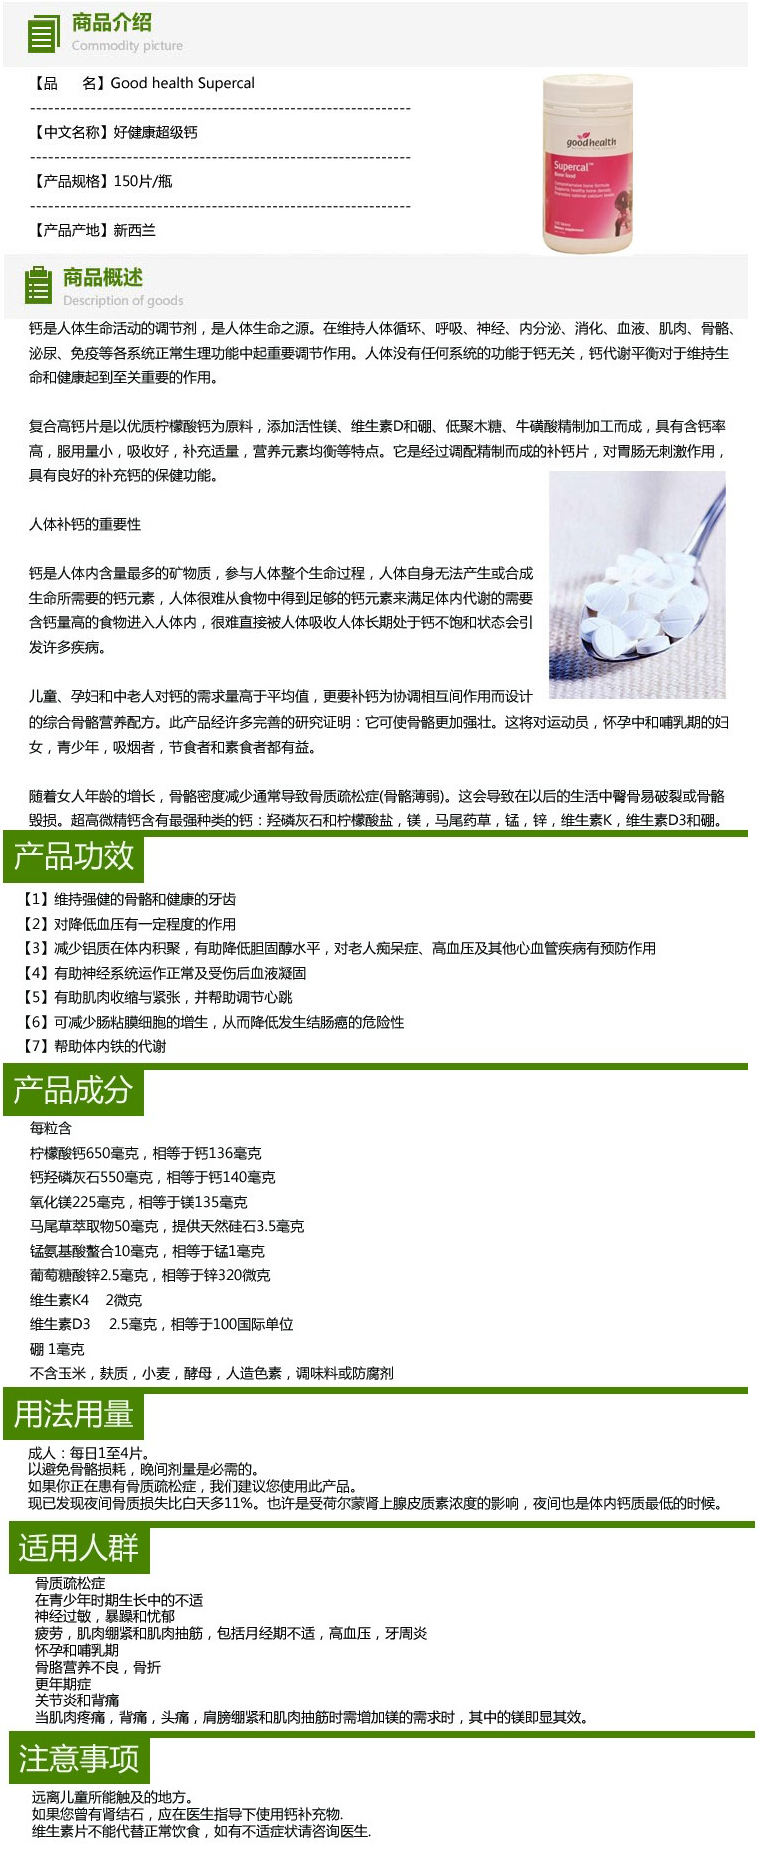 商品介绍
Commodity picture
【品 名】Good health Supercal
【中文名称】好健康超级钙
【产品规格】150片/瓶
【产品产地】新西兰
goodhealth
Supercal™
Bone food
商品概述
Description of goods
钙是人体生命活动的调节剂，是人体生命之源。在维持人体循环、呼吸、神经、内分泌、消化、血液、肌肉、骨骼、
泌尿、免疫等各系统正常生理功能中起重要调节作用。人体没有任何系统的功能于钙无关，钙代谢平衡对于维持生
命和健康起到至关重要的作用。
复合高钙片是以优质柠檬酸钙为原料，添加活性镁、维生素D和硼、低聚木糖、牛磺酸精制加工而成，具有含钙率
高，服用量小，吸收好，补充适量，营养元素均衡等特点。它是经过调配精制而成的补钙片，对胃肠无刺激作用，
具有良好的补充钙的保健功能。
人体补钙的重要性
钙是人体内含量最多的矿物质，参与人体整个生命过程，人体自身无法产生或合成
生命所需要的钙元素，人体很难从食物中得到足够的钙元素来满足体内代谢的需要
含钙量高的食物进入人体内，很难直接被人体吸收人体长期处于钙不饱和状态会引
发许多疾病。
儿童、孕妇和中老人对钙的需求量高于平均值，更要补钙为协调相互间作用而设计
的综合骨骼营养配方。此产品经许多完善的研究证明：它可使骨骼更加强壮。这将对运动员，怀孕中和哺乳期的妇
女，青少年，吸烟者，节食者和素食者都有益。
随着女人年龄的增长，骨骼密度减少通常导致骨质疏松症(骨骼薄弱)。这会导致在以后的生活中臀骨易破裂或骨骼
毁损。超高微精钙含有最强种类的钙：羟磷灰石和柠檬酸盐，镁，马尾药草，锰，锌，维生素K，维生素D3和硼。
产品功效
【1】维持强健的骨骼和健康的牙齿
【2】对降低血压有一定程度的作用
【3】减少铝质在体内积聚，有助降低胆固醇水平，对老人痴呆症、高血压及其他心血管疾病有预防作用
【4】有助神经系统运作正常及受伤后血液凝固
【5】有助肌肉收缩与紧张，并帮助调节心跳
【6】可减少肠粘膜细胞的增生，从而降低发生结肠癌的危险性
【7】帮助体内铁的代谢
产品成分
每粒含
柠檬酸钙650毫克，相等于钙136毫克
钙羟磷灰石550毫克，相等于钙140毫克
氧化镁225毫克，相等于镁135毫克
马尾草萃取物50毫克，提供天然硅石3.5毫克
锰氨基酸螯合10毫克，相等于锰1毫克
葡萄糖酸锌2.5毫克，相等于锌320微克
维生素K4 2微克
维生素D3 2.5毫克，相等于100国际单位
硼 1毫克
不含玉米，麸质，小麦，酵母，人造色素，调味料或防腐剂
用法用量
成人：每日1至4片。
以避免骨骼损耗，晚间剂量是必需的。
如果你正在患有骨质疏松症，我们建议您使用此产品。
现已发现夜间骨质损失比白天多11%。也许是受荷尔蒙肾上腺皮质素浓度的影响，夜间也是体内钙质最低的时候。
适用人群
骨质疏松症
在青少年时期生长中的不适
神经过敏，暴躁和忧郁
疲劳，肌肉绷紧和肌肉抽筋，包括月经期不适，高血压，牙周炎
怀孕和哺乳期
骨胳营养不良，骨折
更年期症
关节炎和背痛
当肌肉疼痛，背痛，头痛，肩膀绷紧和肌肉抽筋时需增加镁的需求时，其中的镁即显其效。
注意事项
远离儿童所能触及的地方。
如果您曾有肾结石，应在医生指导下使用钙补充物.
维生素片不能代替正常饮食，如有不适症状请咨询医生.